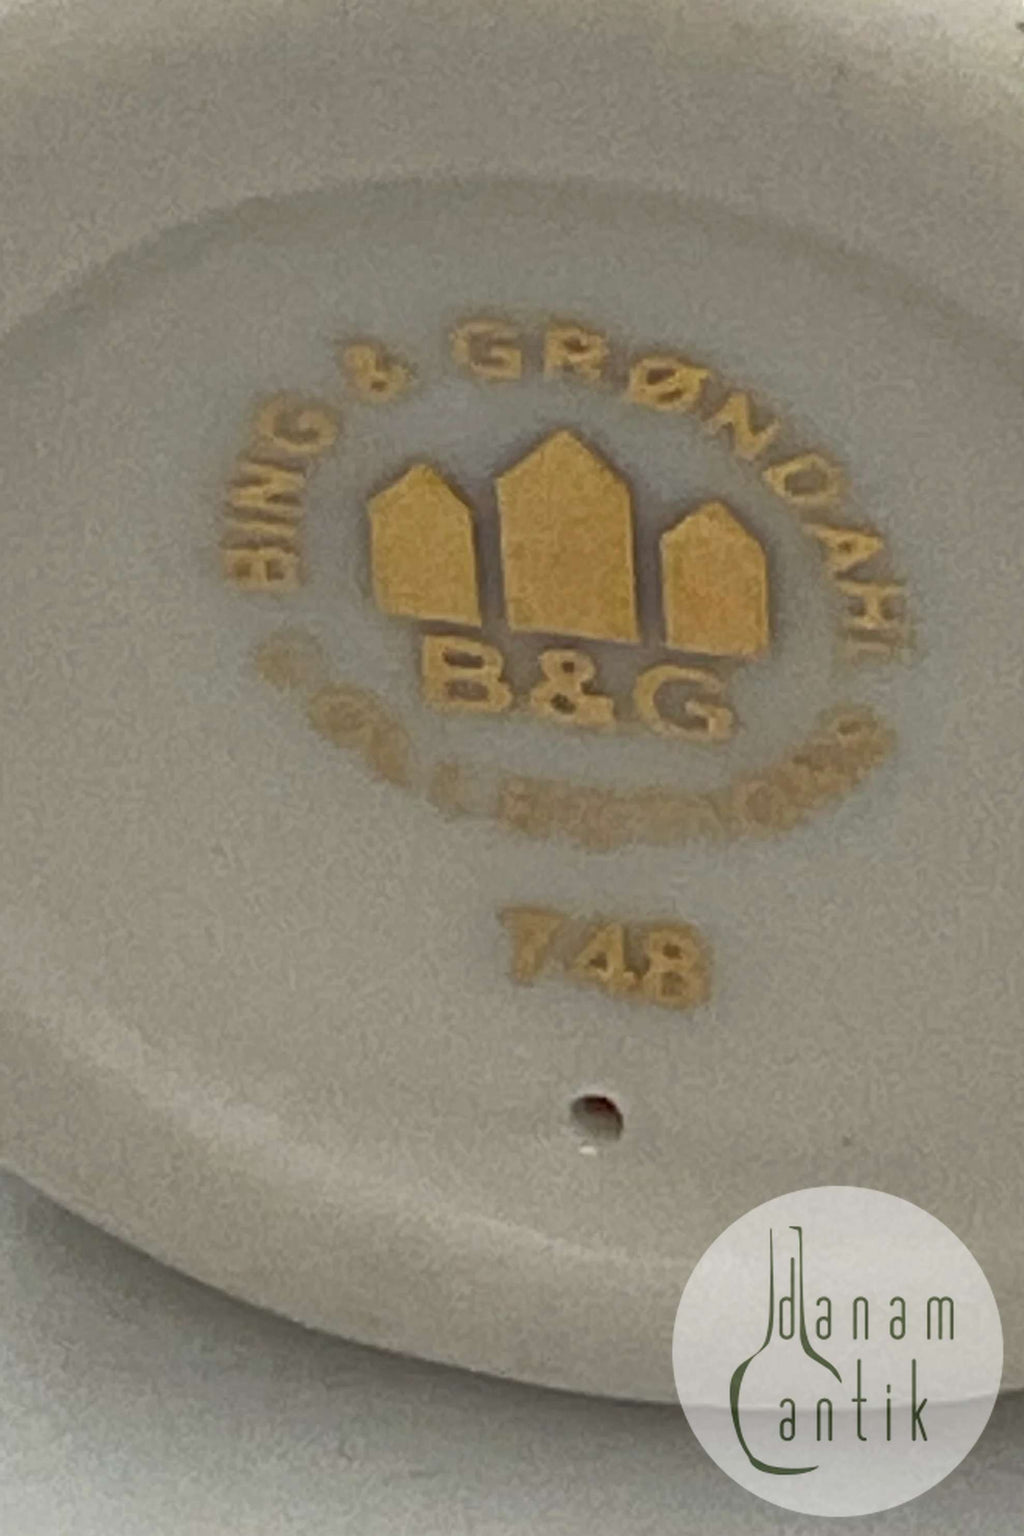 BING & GRØNDAHL
B&G
748
danam
antik